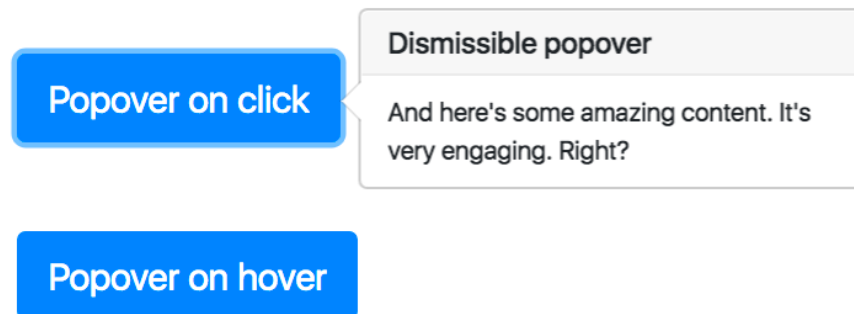 Popover on click
Dismissible popover
And here's some amazing content. It's
very engaging. Right?
Popover on hover